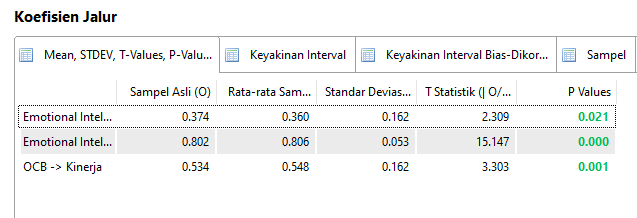 Koefisien Jalur
Mean, STDEV, T-Values, P-Valu... Keyakinan Interval Keyakinan Interval Bias-Dikor... Sampel
Sampel Asli (O) Rata-rata Sam... Standar Devias... T Statistik (| O/... P Values
Emotional Intel... 0.374 0.360 0.162 2.309 0.021
Emotional Intel... 0.802 0.806 0.053 15.147 0.000
OCB -> Kinerja 0.534 0.548 0.162 3.303 0.001